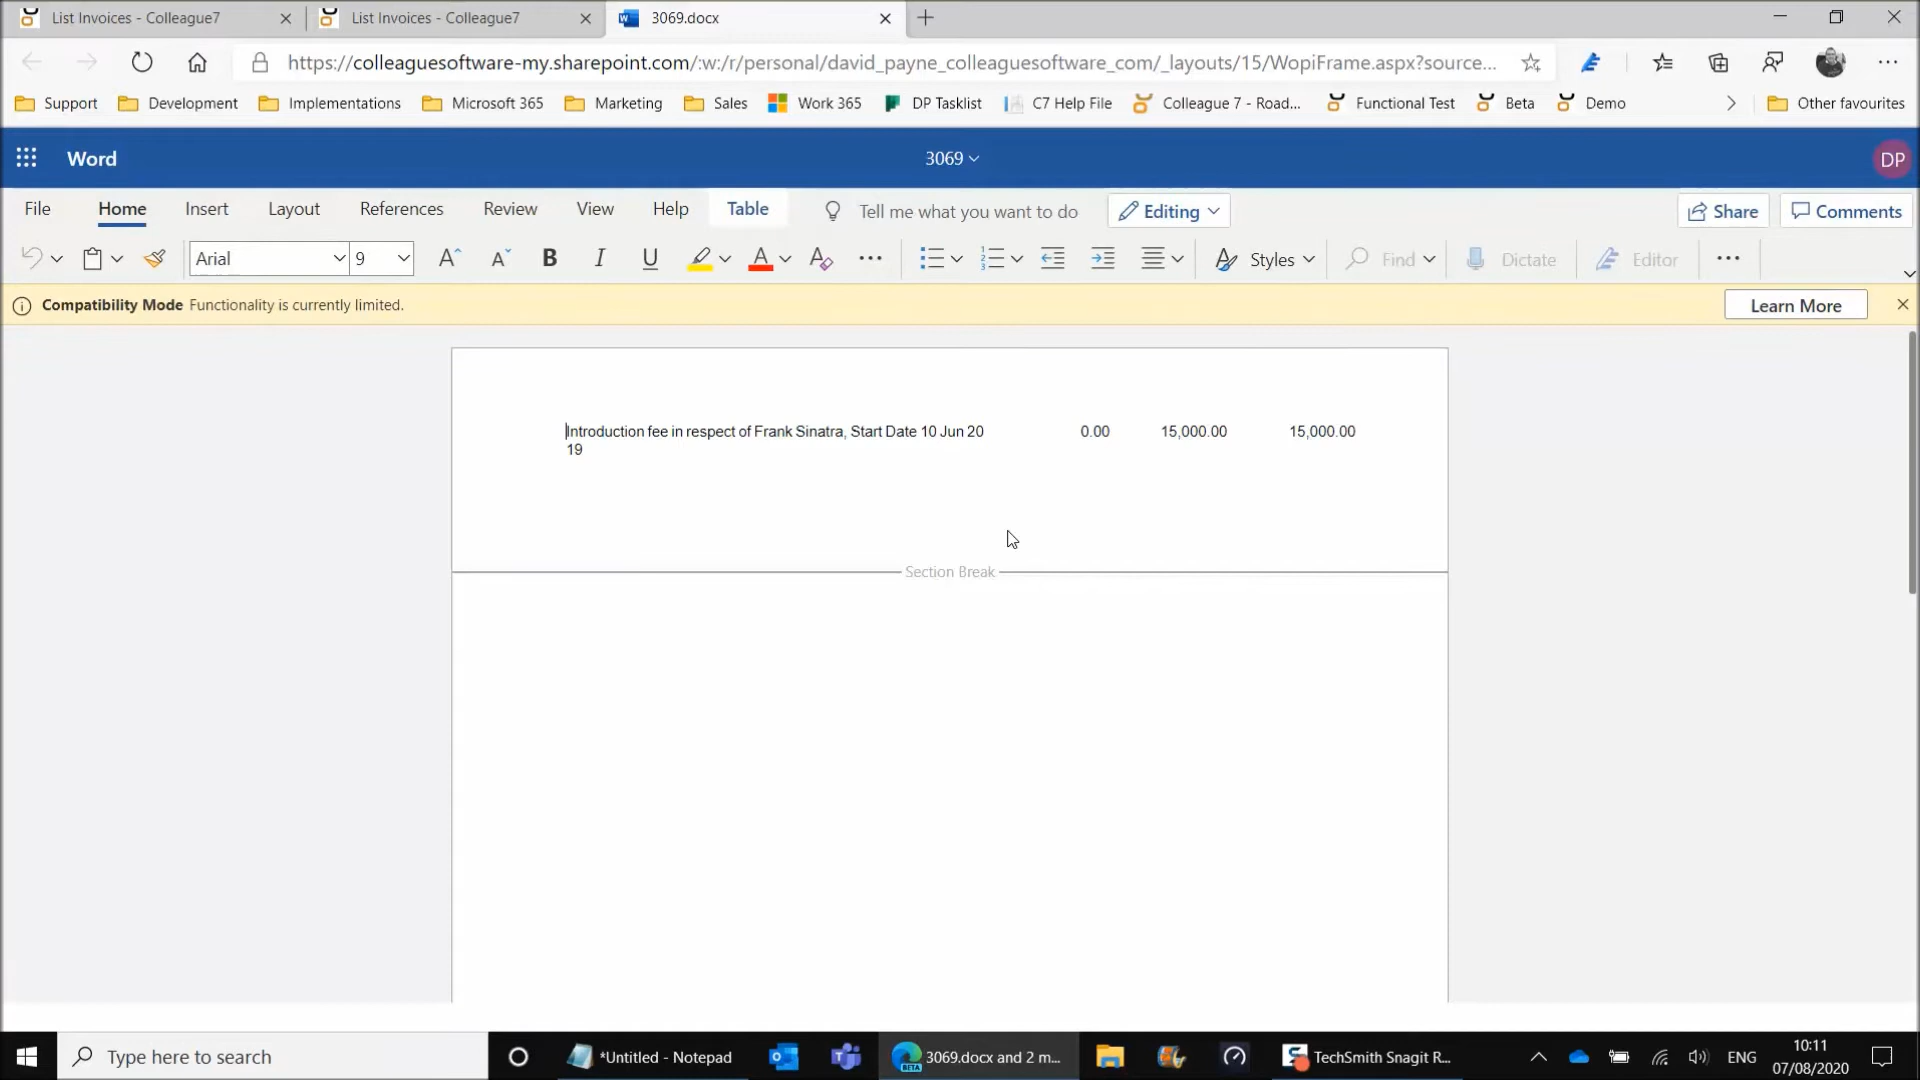 List Invoices - Colleague7
List Invoices - Colleague7
3069.docx
https://colleaguesoftware-my.sharepoint.com/:w:/r/personal/david_payne_colleaguesoftware_com/_layouts/15/WopiFrame.aspx?source...
Support Development Implementations Microsoft 365 Marketing Sales Work 365 DP Tasklist C7 Help File Colleague 7 - Road... Functional Test Beta Demo Other favourites
Word 3069 DP
File Home Insert Layout References Review View Help Table Tell me what you want to do Editing Share Comments
Arial 9 B I U A Styles Find Dictate Editor
Compatibility Mode Functionality is currently limited. Learn More
Introduction fee in respect of Frank Sinatra, Start Date 10 Jun 20 0.00 15,000.00 15,000.00
19
Section Break
Type here to search *Untitled - Notepad BETA 3069.docx and 2 m... TechSmith Snagit R... ENG 10:11
07/08/2020